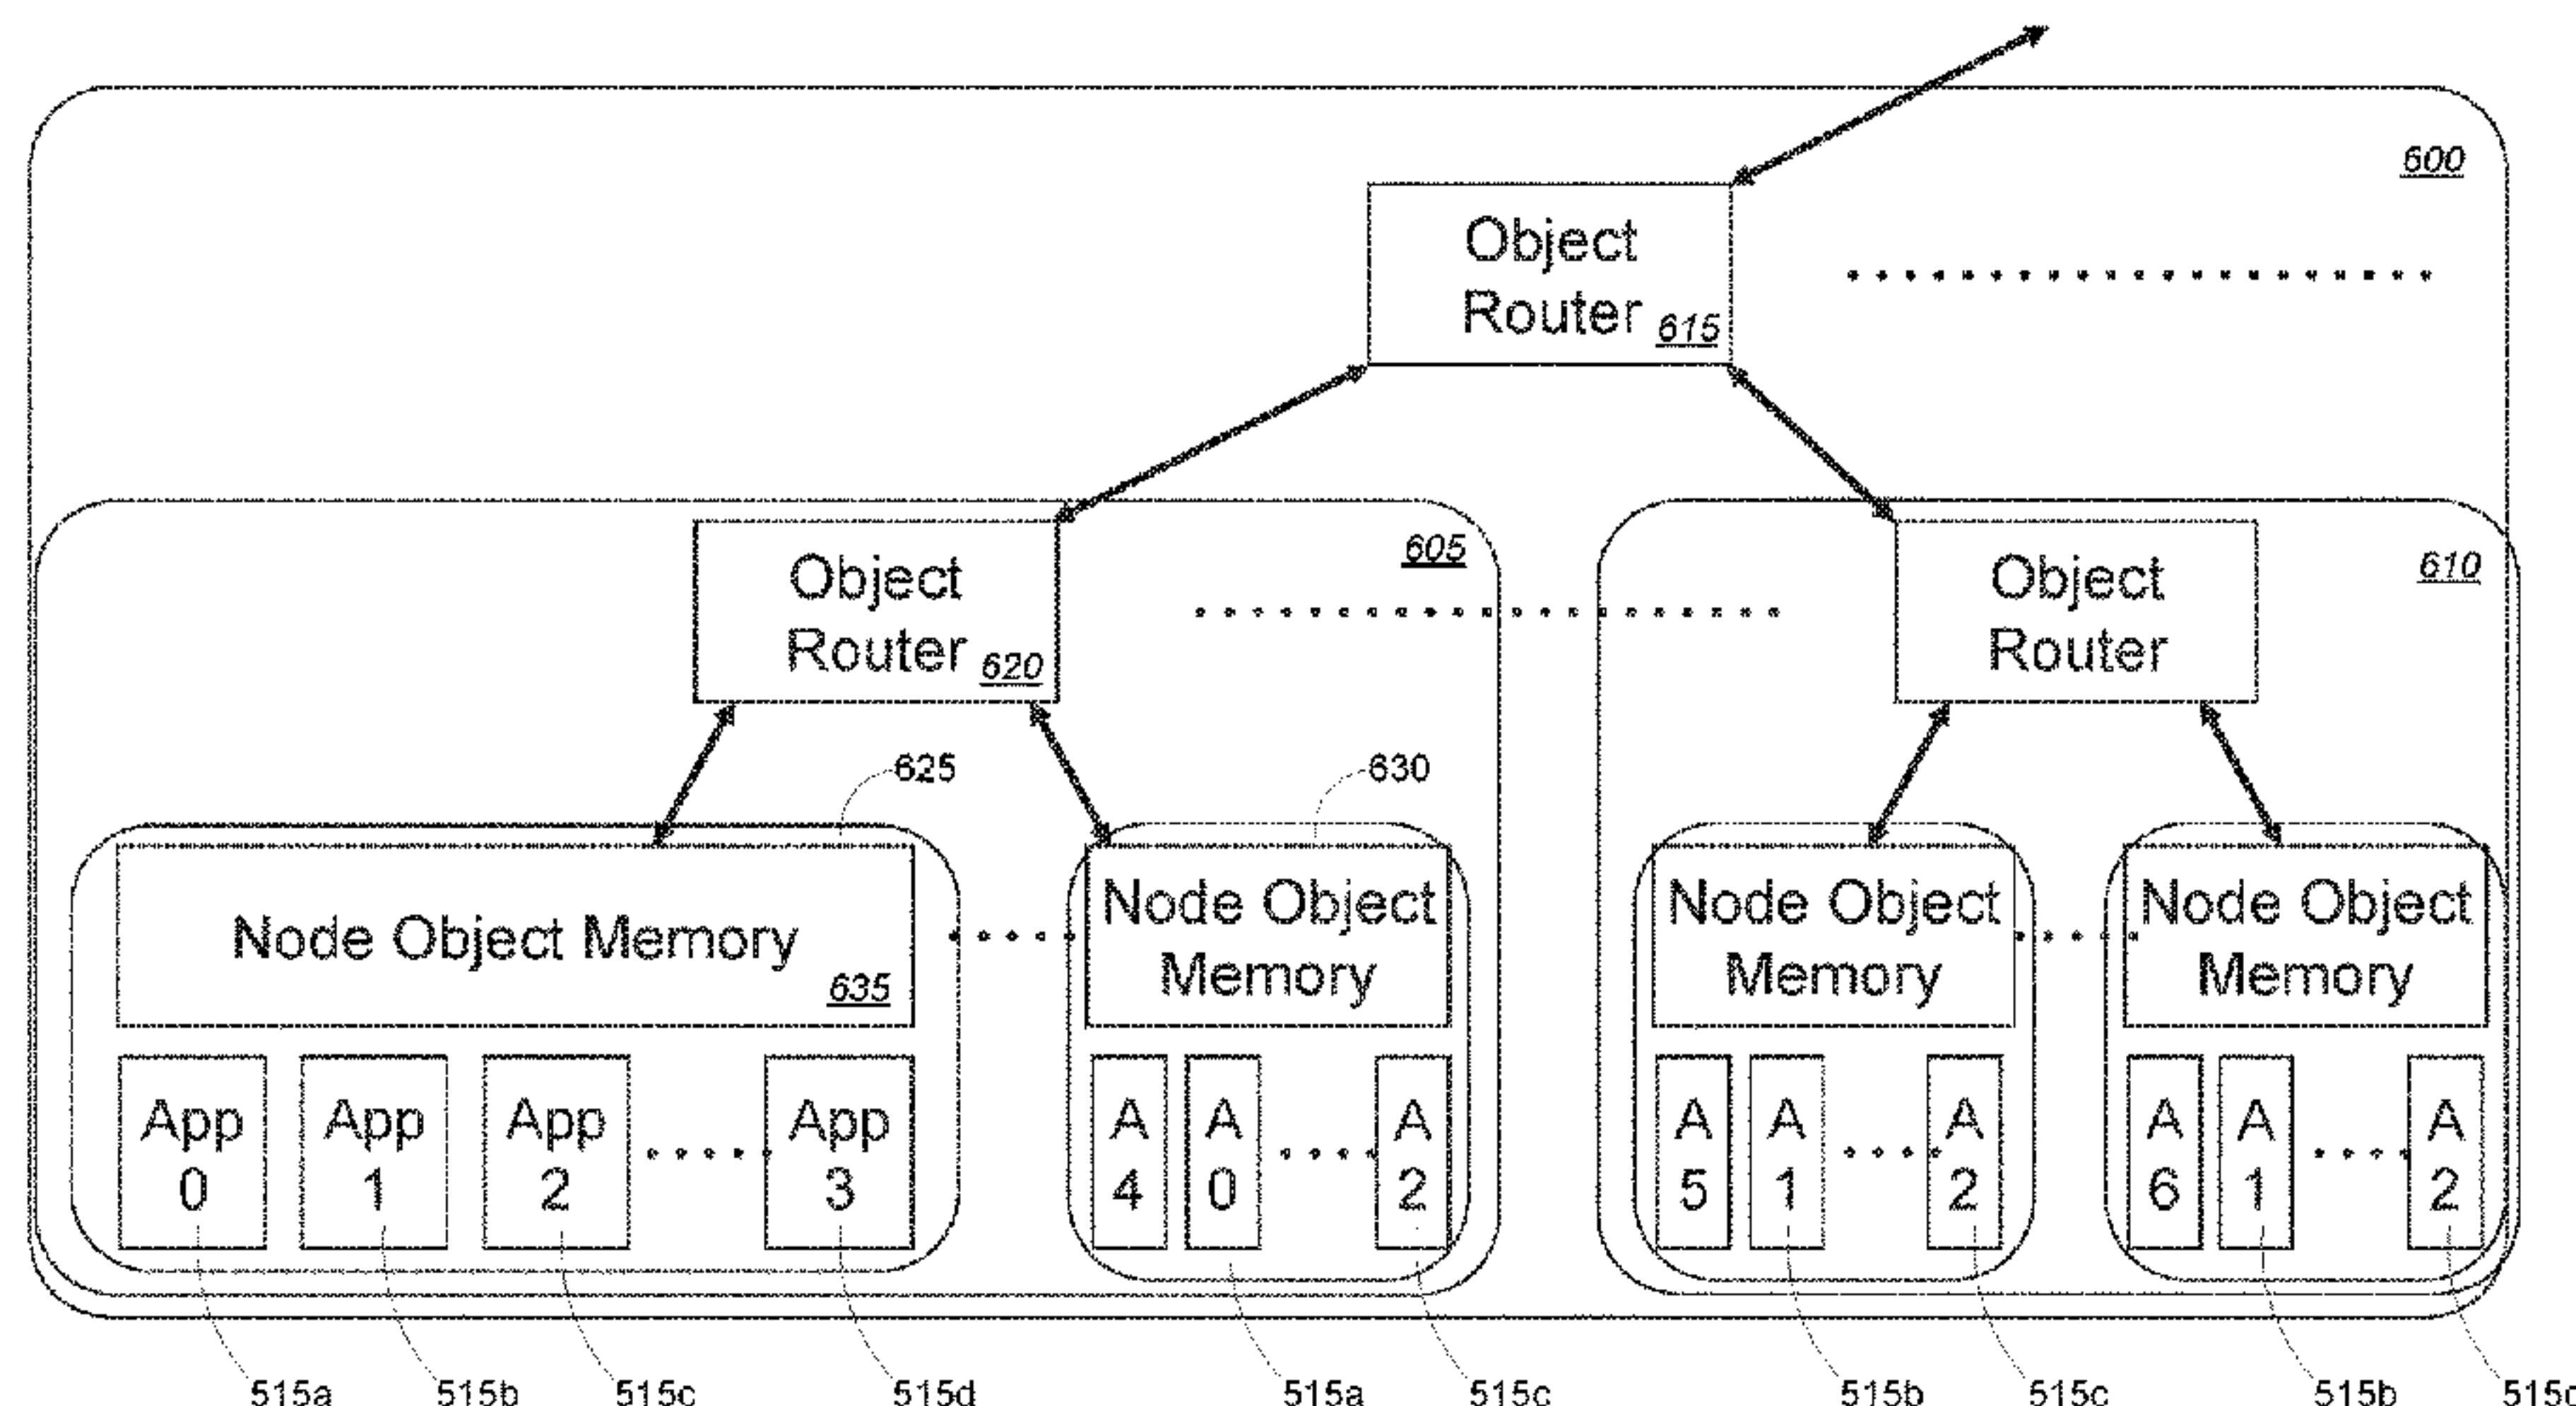 600
Object
Router 615
605
610
Object
Router 620
Object
Router
625
630
Node Object Memory
635
Node Object
Memory
Node Object
Memory
Node Object
Memory
App
0
App
1
App
2
App
3
A
4
A
0
A
2
A
5
A
1
A
2
A
6
A
1
A
2
515a
515b
515c
515d
515a
515c
515b
515c
515b